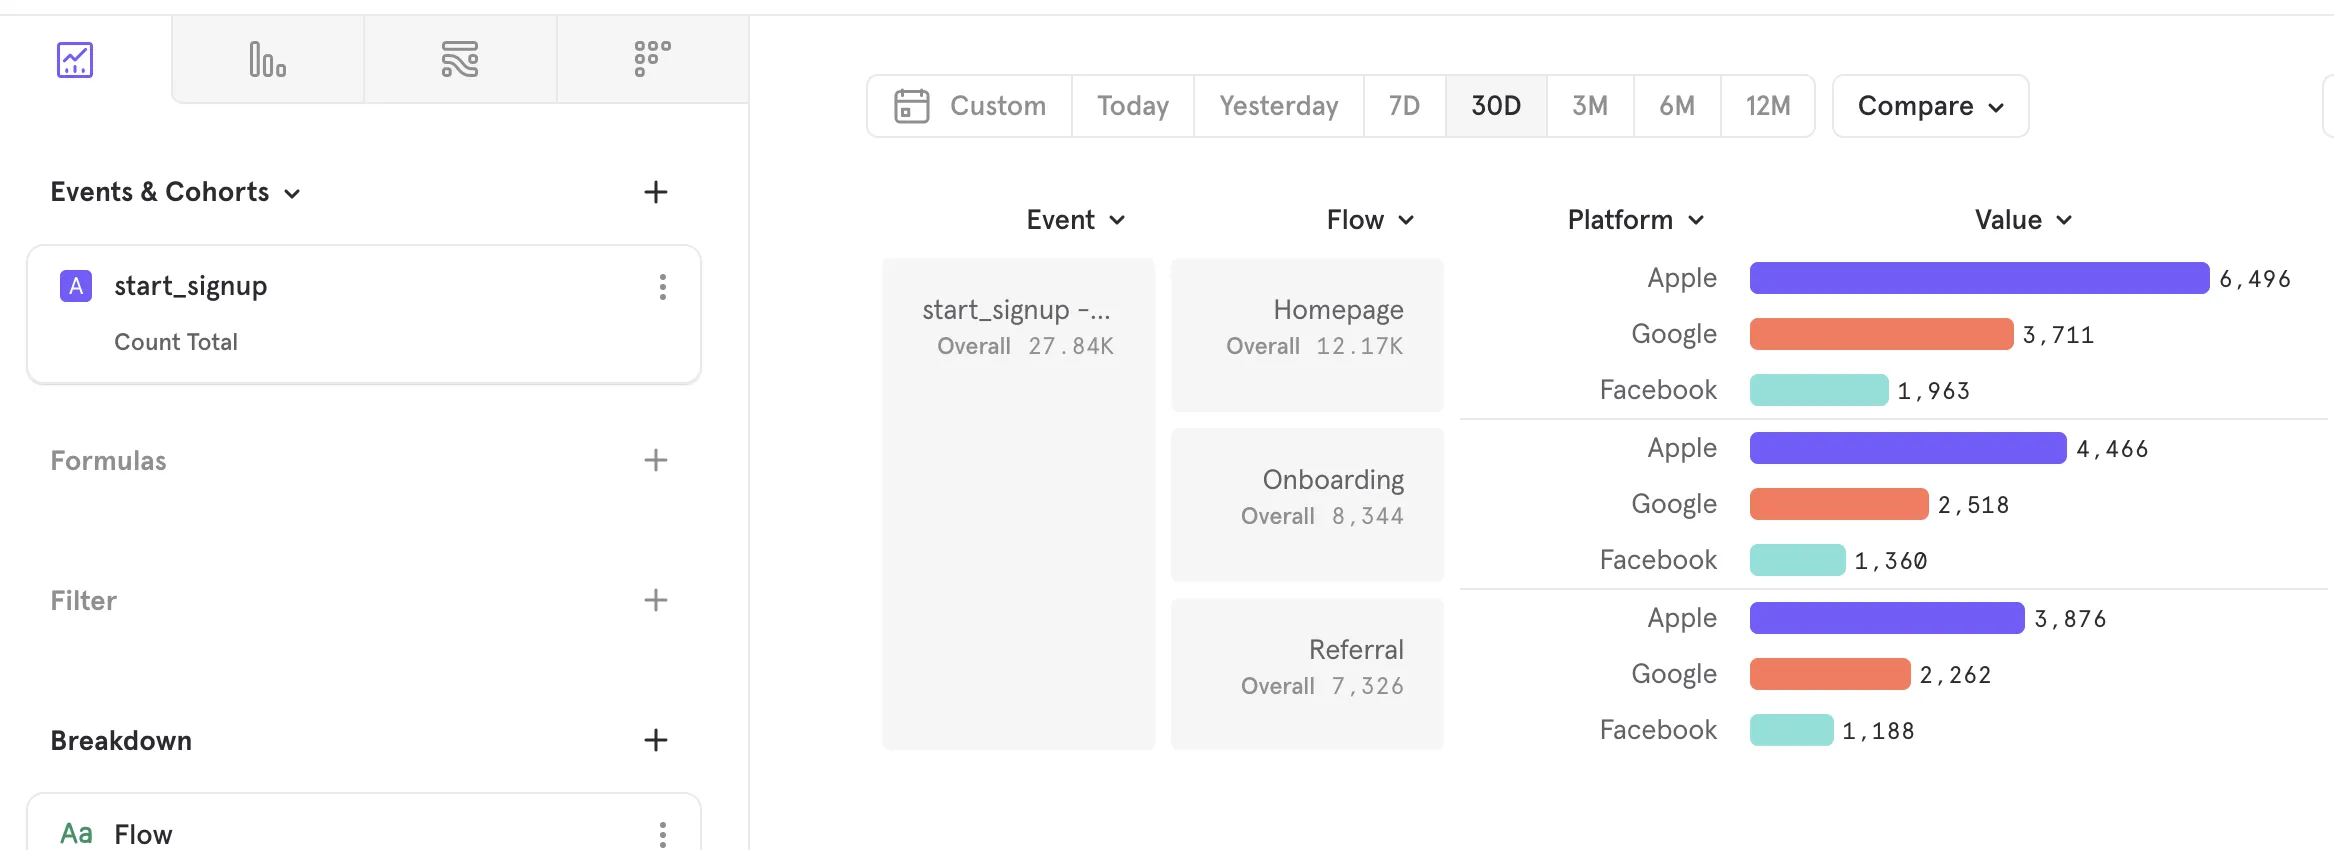 Custom
Today
Yesterday
7D
30D
3M
6M
12M
Compare
Events & Cohorts
A start_signup
Count Total
Formulas
Filter
Breakdown
Aa Flow
Event
Flow
Platform
Value
start_signup -...
Overall 27.84K
Homepage
Overall 12.17K
Apple 6,496
Google 3,711
Facebook 1,963
Onboarding
Overall 8,344
Apple 4,466
Google 2,518
Facebook 1,360
Referral
Overall 7,326
Apple 3,876
Google 2,262
Facebook 1,188